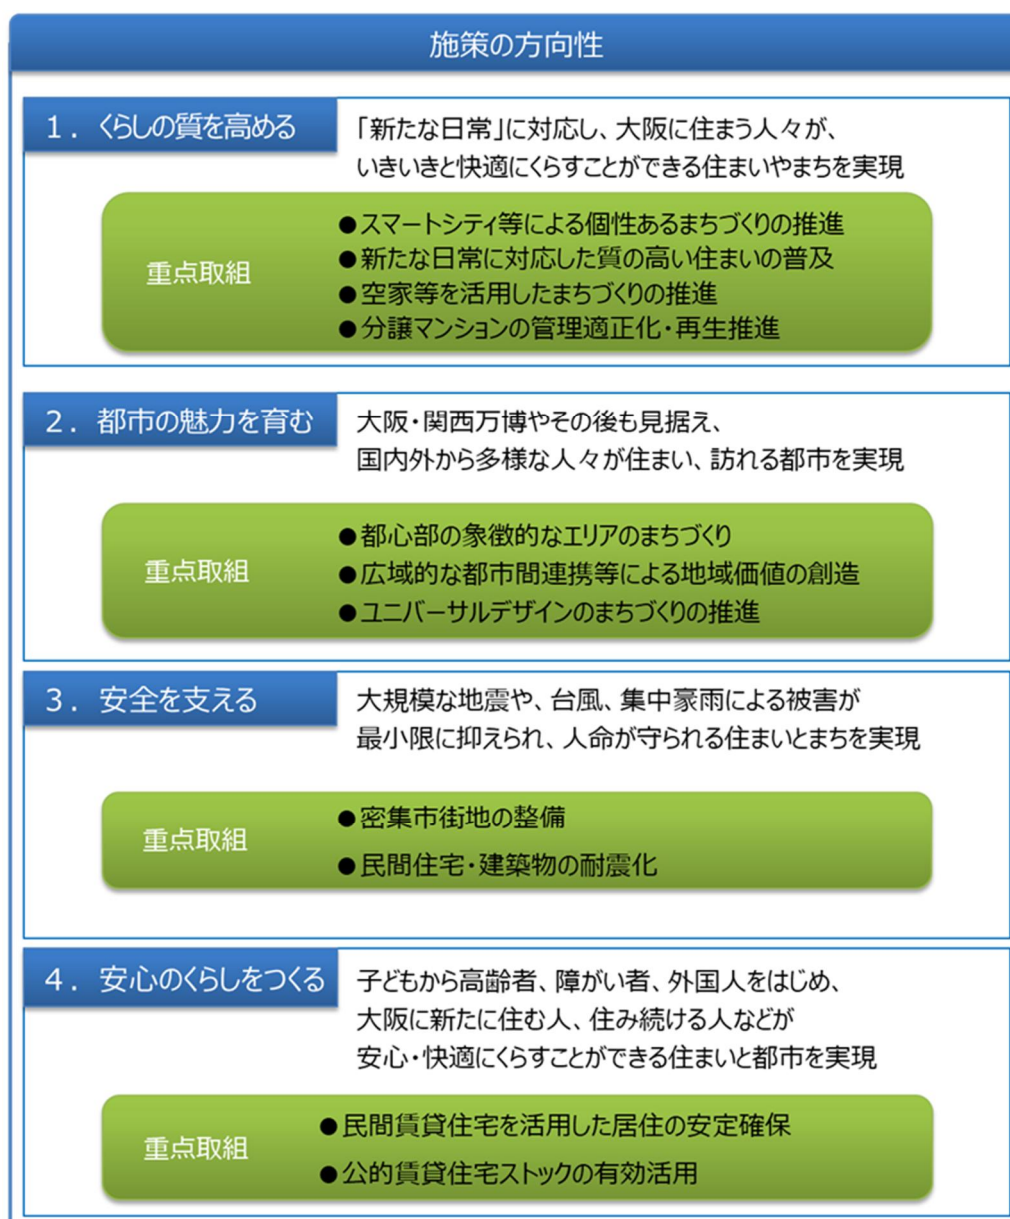 施策の方向性
1．くらしの質を高める
「新たな日常」に対応し、大阪に住まう人々が、
いきいきと快適にくらすことができる住まいやまちを実現
重点取組
●スマートシティ等による個性あるまちづくりの推進
●新たな日常に対応した質の高い住まいの普及
●空家等を活用したまちづくりの推進
●分譲マンションの管理適正化・再生推進
2．都市の魅力を育む
大阪・関西万博やその後も見据え、
国内外から多様な人々が住まい、訪れる都市を実現
重点取組
●都心部の象徴的なエリアのまちづくり
●広域的な都市間連携等による地域価値の創造
●ユニバーサルデザインのまちづくりの推進
3．安全を支える
大規模な地震や、台風、集中豪雨による被害が
最小限に抑えられ、人命が守られる住まいとまちを実現
重点取組
●密集市街地の整備
●民間住宅・建築物の耐震化
4．安心のくらしをつくる
子どもから高齢者、障がい者、外国人をはじめ、
大阪に新たに住む人、住み続ける人などが
安心・快適にくらすことができる住まいと都市を実現
重点取組
●民間賃貸住宅を活用した居住の安定確保
●公的賃貸住宅ストックの有効活用